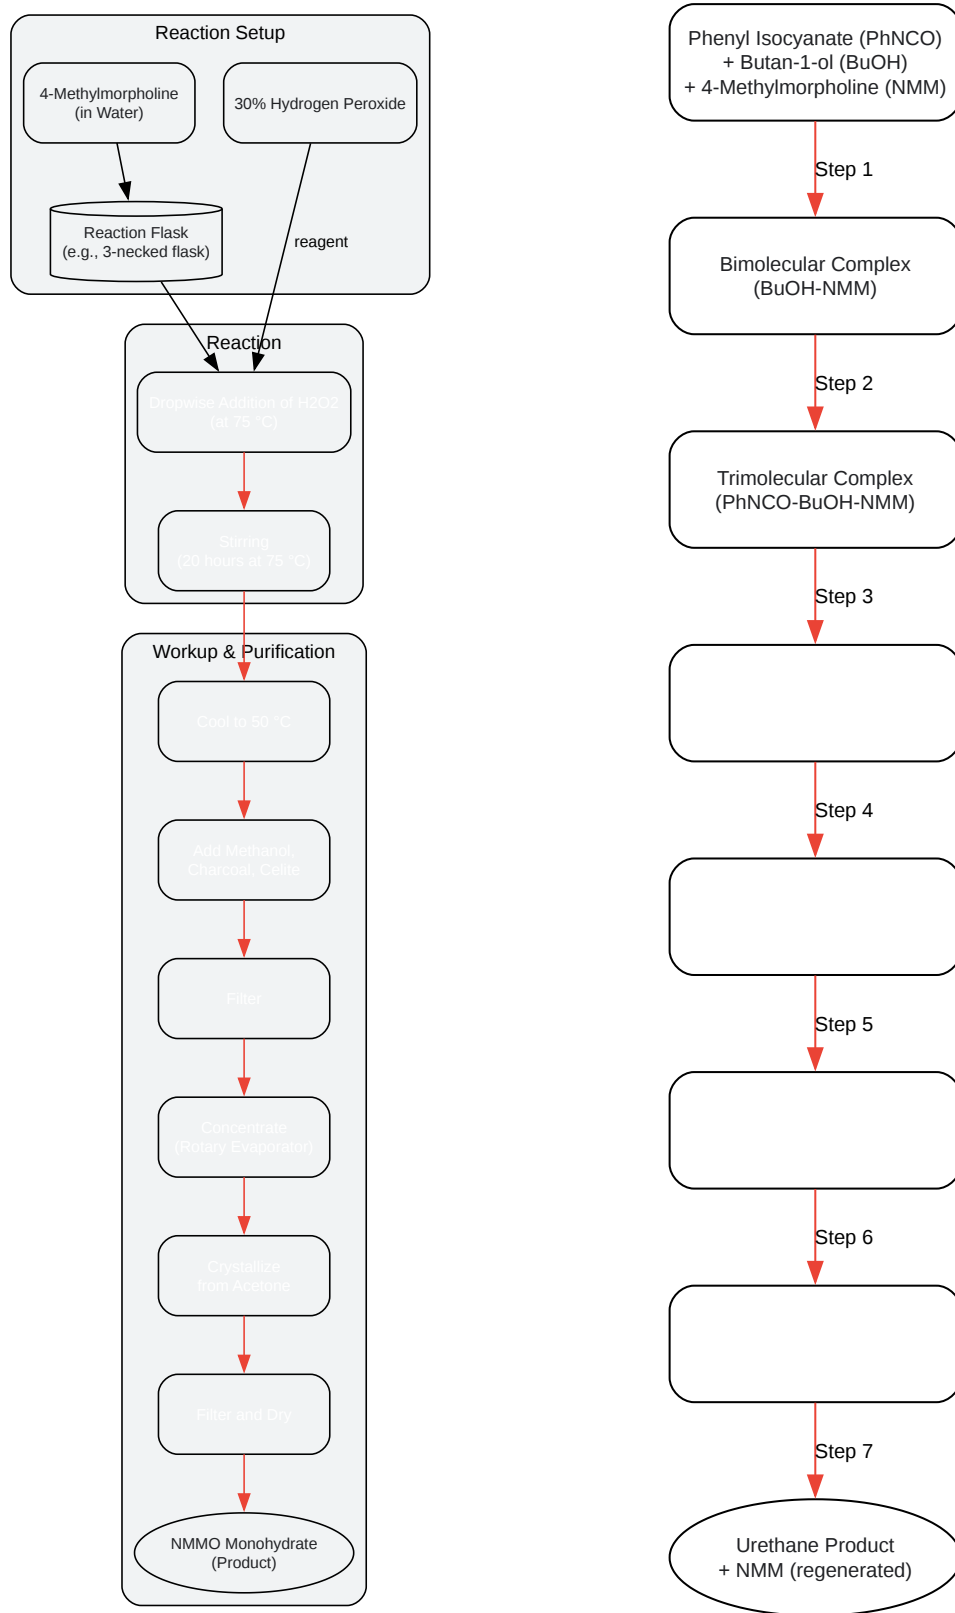 Reaction Setup
4-Methylmorpholine
(in Water)
30% Hydrogen Peroxide
Reaction Flask
(e.g., 3-necked flask)
reagent
Reaction
Dropwise Addition of H2O2
(at 75 °C)
Stirring
(20 hours at 75 °C)
Workup & Purification
Cool to 50 °C
Add Methanol,
Charcoal, Celite
Filter
Concentrate
(Rotary Evaporator)
Crystallize
from Acetone
Filter and Dry
NMMO Monohydrate
(Product)
Phenyl Isocyanate (PhNCO)
+ Butan-1-ol (BuOH)
+ 4-Methylmorpholine (NMM)
Step 1
Bimolecular Complex
(BuOH-NMM)
Step 2
Trimolecular Complex
(PhNCO-BuOH-NMM)
Step 3
Step 4
Step 5
Step 6
Step 7
Urethane Product
+ NMM (regenerated)